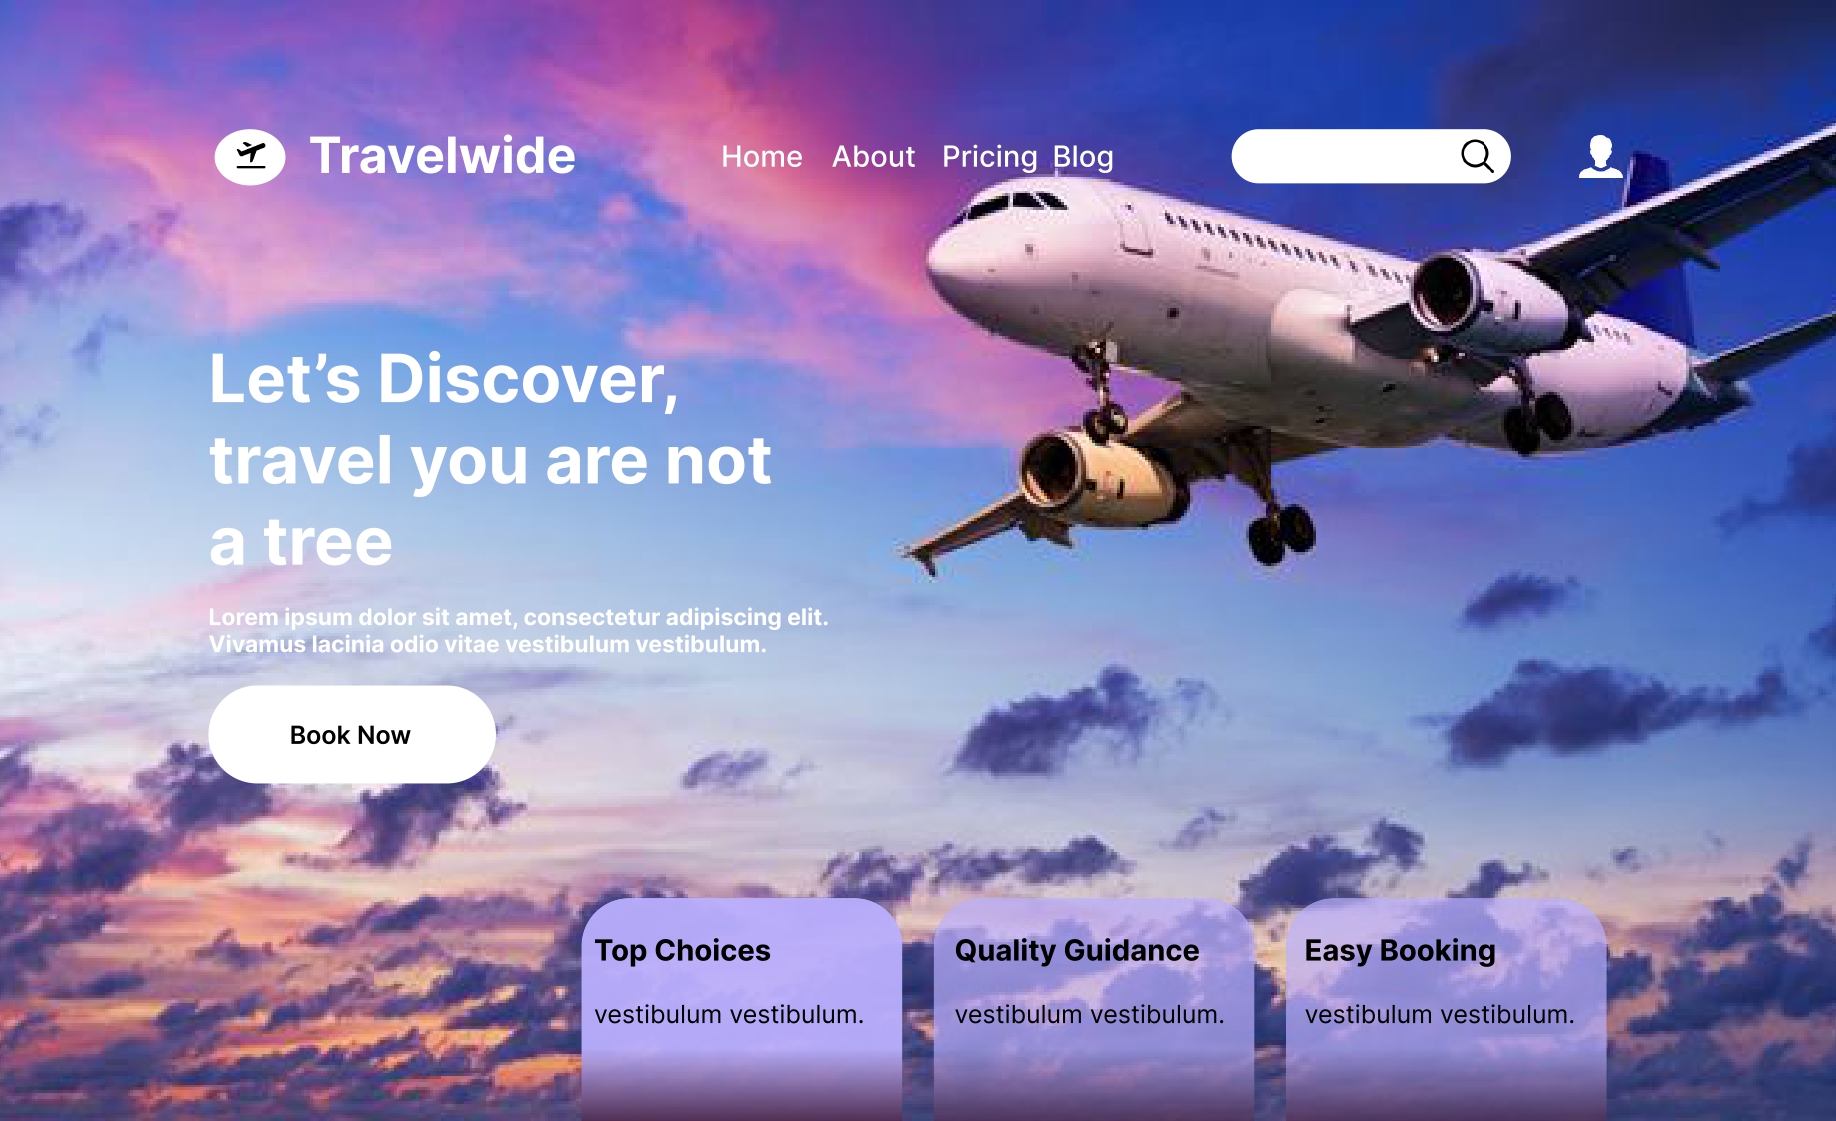 Travelwide
Home About Pricing Blog
Let’s Discover,
travel you are not
a tree
Lorem ipsum dolor sit amet, consectetur adipiscing elit.
Vivamus lacinia odio vitae vestibulum vestibulum.
Book Now
Top Choices
vestibulum vestibulum.
Quality Guidance
vestibulum vestibulum.
Easy Booking
vestibulum vestibulum.